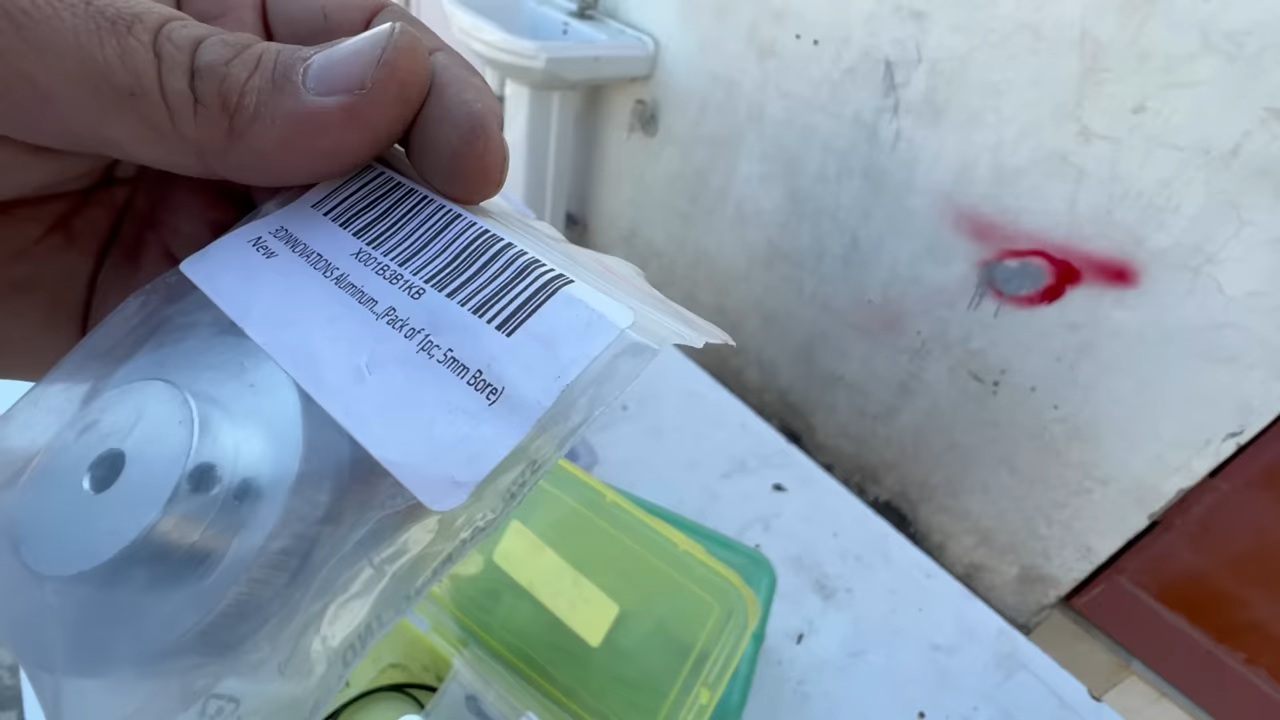 X001B3B1KB
3DINNOVATIONS Aluminum...(Pack of 1pc, 5mm Bore)
New